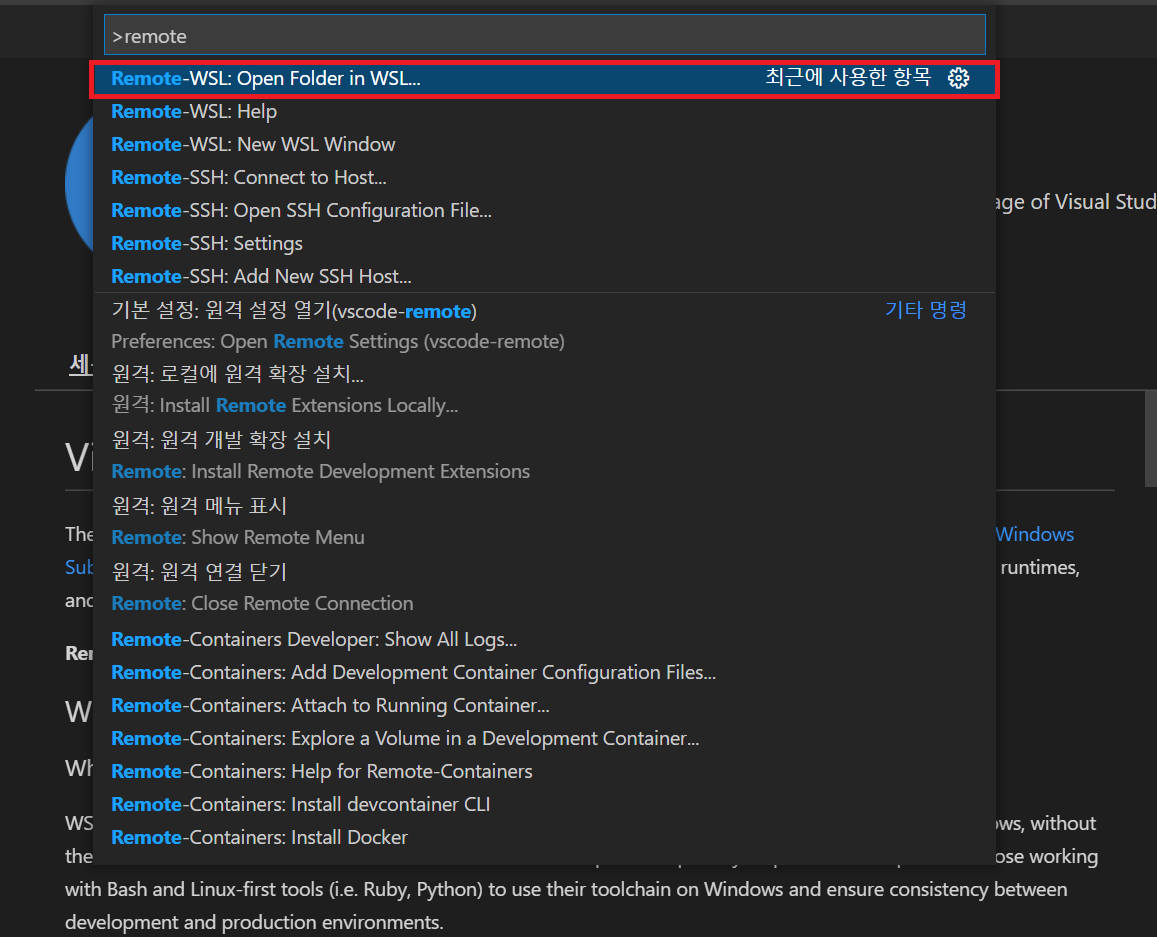 >remote
Remote-WSL: Open Folder in WSL... 최근에 사용한 항목
Remote-WSL: Help
Remote-WSL: New WSL Window
Remote-SSH: Connect to Host...
age of Visual Stud
Remote-SSH: Open SSH Configuration File...
Remote-SSH: Settings
Remote-SSH: Add New SSH Host...
기본 설정: 원격 설정 열기(vscode-remote) 기타 명령
Preferences: Open Remote Settings (vscode-remote)
세
원격: 로컬에 원격 확장 설치...
원격: Install Remote Extensions Locally...
원격: 원격 개발 확장 설치
Vi
Remote: Install Remote Development Extensions
원격: 원격 메뉴 표시
The Windows
Remote: Show Remote Menu
Sub runtimes,
원격: 원격 연결 닫기
and
Remote: Close Remote Connection
Remote-Containers Developer: Show All Logs...
Rem
Remote-Containers: Add Development Container Configuration Files...
Remote-Containers: Attach to Running Container...
W
Remote-Containers: Explore a Volume in a Development Container...
Wh
Remote-Containers: Help for Remote-Containers
Remote-Containers: Install devcontainer CLI
WS ows, without
Remote-Containers: Install Docker
the ose working
with Bash and Linux-first tools (i.e. Ruby, Python) to use their toolchain on Windows and ensure consistency between
development and production environments.